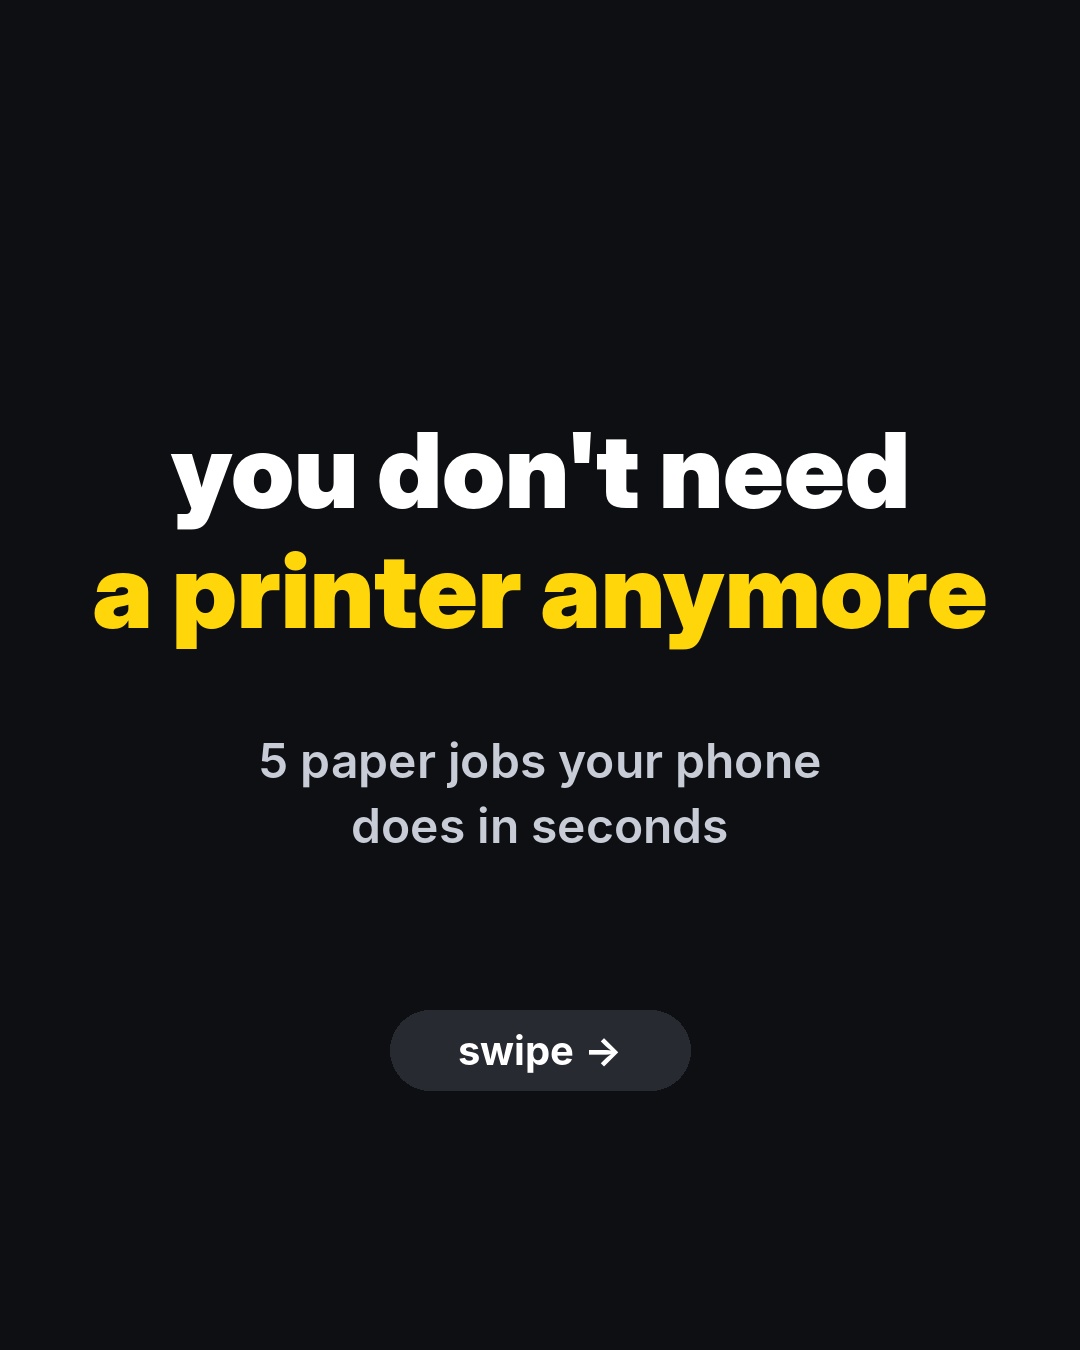 you don't need
a printer anymore
5 paper jobs your phone
does in seconds
swipe →